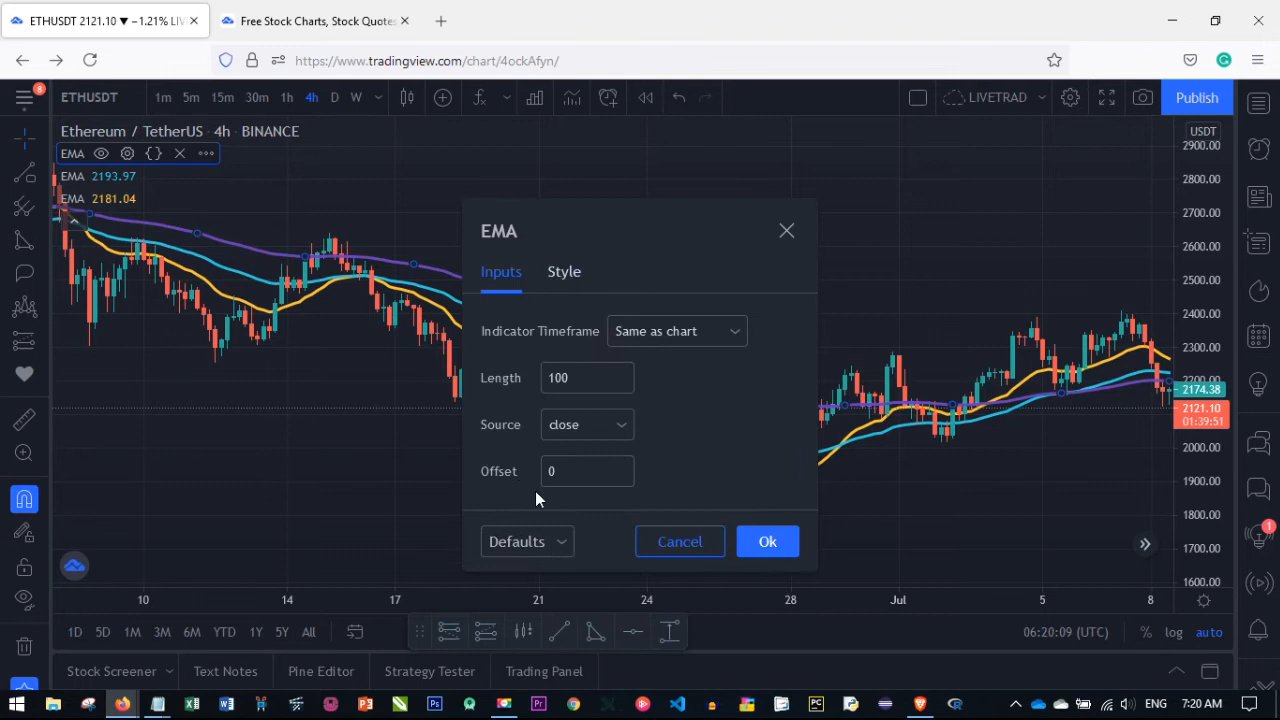 ETHUSDT 2121.10 ▼ −1.21% LIV
Free Stock Charts, Stock Quotes
https://www.tradingview.com/chart/4ockAfyn/
8
ETHUSDT 1m 5m 15m 30m 1h 4h D W LIVETRAD Publish
Ethereum / TetherUS · 4h · BINANCE
USDT
EMA
EMA 2193.97
EMA 2181.04
2900.00
2800.00
2700.00
2600.00
2500.00
2400.00
2300.00
2200.00
2174.38
2121.10
01:39:51
2000.00
1900.00
1800.00
1700.00
1600.00
EMA
Inputs Style
Indicator Timeframe Same as chart
Length 100
Source close
Offset 0
Defaults Cancel Ok
1
10 14 17 21 24 28 Jul 5 8
1D 5D 1M 3M 6M YTD 1Y 5Y All 06:20:09 (UTC) % log auto
Stock Screener Text Notes Pine Editor Strategy Tester Trading Panel
ENG 7:20 AM